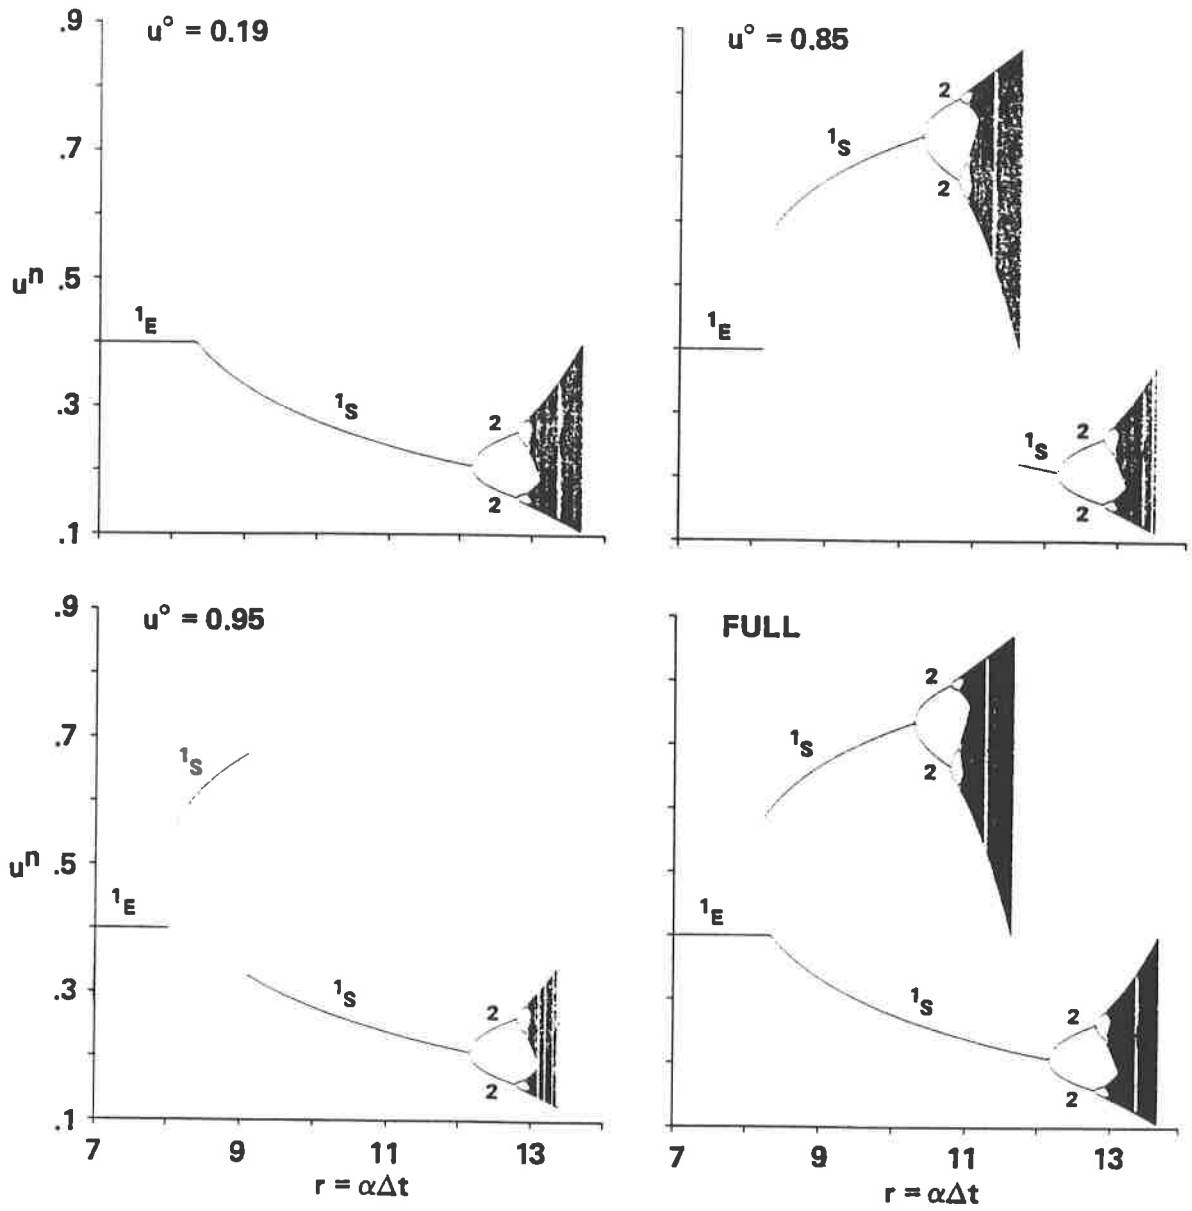 .9
u° = 0.19
.7
uⁿ .5
¹E
.3
¹S
2
2
.1
u° = 0.85
2
¹S
2
¹E
¹S
2
2
.9
u° = 0.95
.7
¹S
uⁿ .5
¹E
.3
¹S
2
2
.1
7 9 11 13
r = αΔt
FULL
2
¹S
2
¹E
¹S
2
2
7 9 11 13
r = αΔt